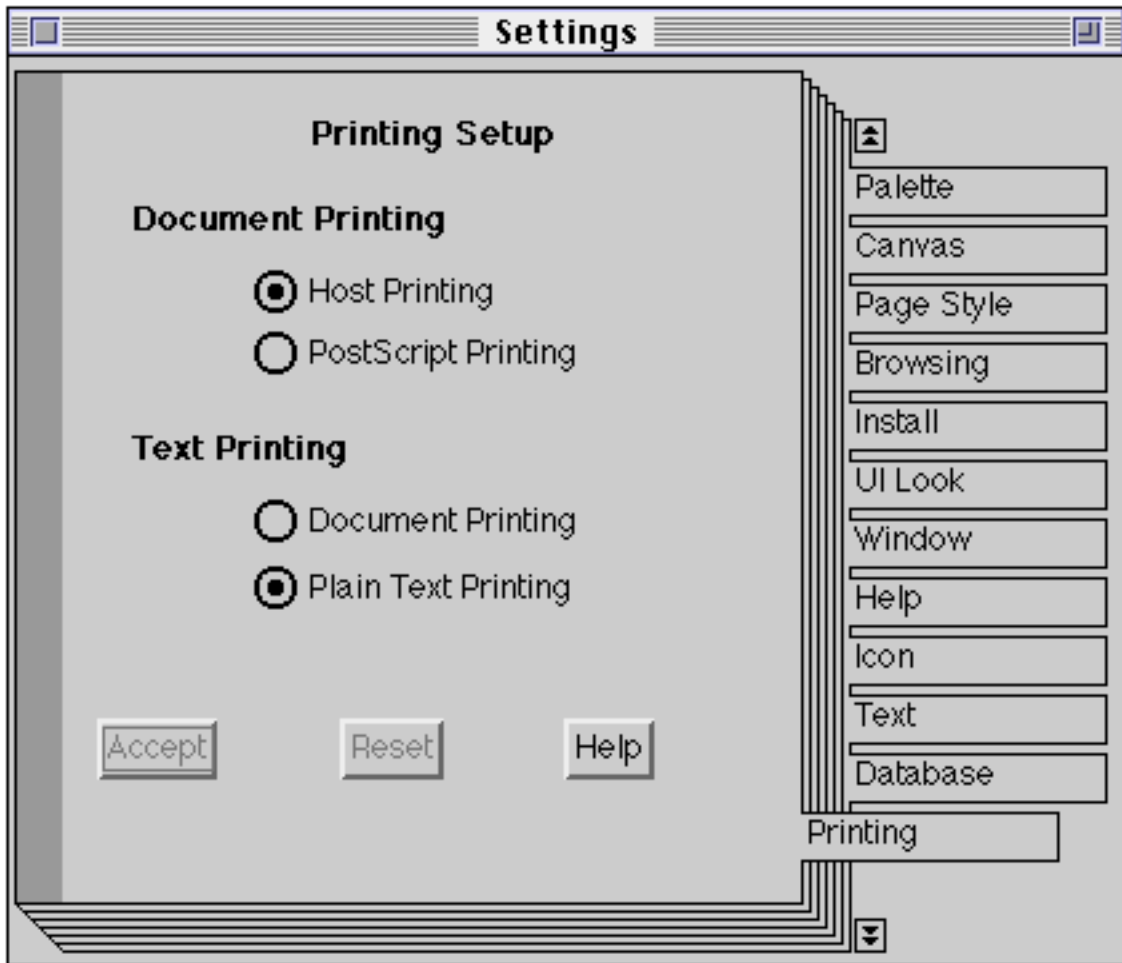 Settings
Printing Setup
Document Printing
Host Printing
PostScript Printing
Text Printing
Document Printing
Plain Text Printing
Accept
Reset
Help
Palette
Canvas
Page Style
Browsing
Install
UI Look
Window
Help
Icon
Text
Database
Printing